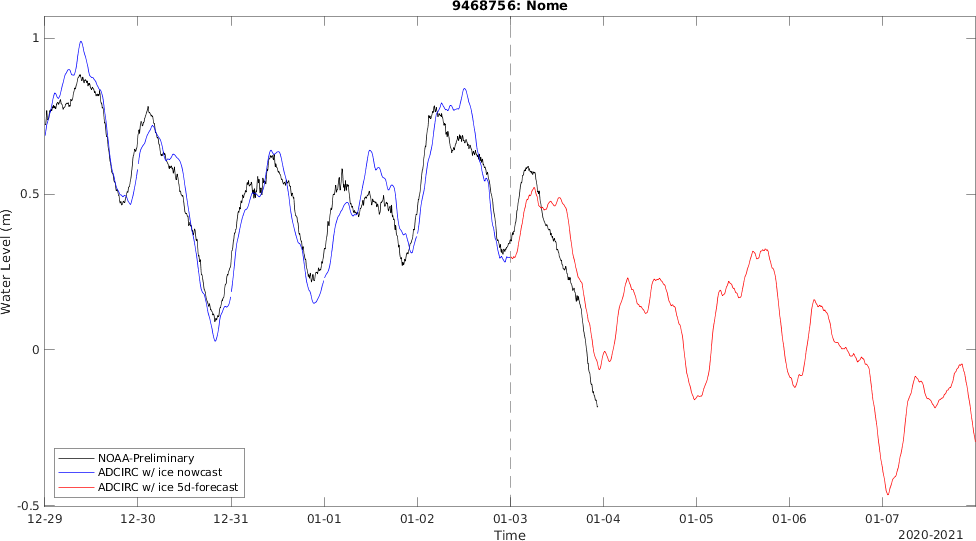 9468756: Nome
1
0.5
0
-0.5
Water Level (m)
NOAA-Preliminary
ADCIRC w/ ice nowcast
ADCIRC w/ ice 5d-forecast
12-29 12-30 12-31 01-01 01-02 01-03 01-04 01-05 01-06 01-07
Time
2020-2021